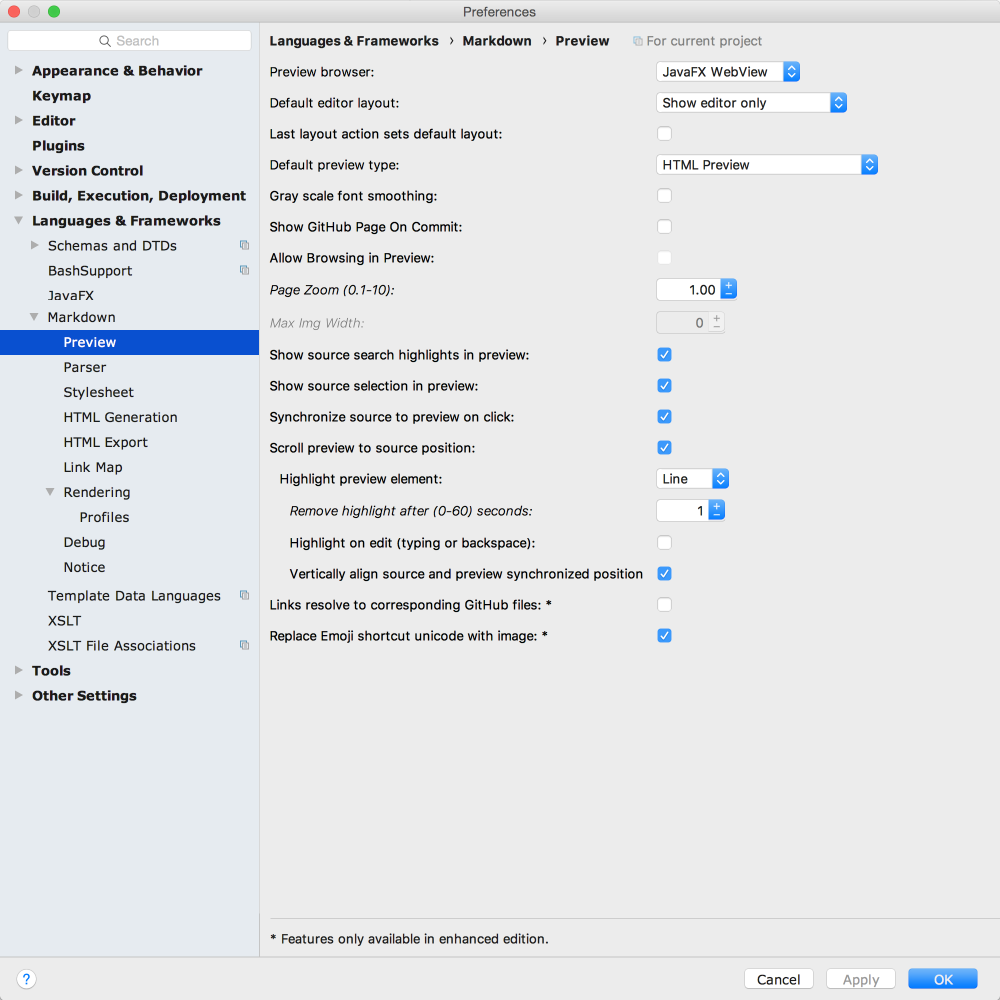 Preferences
Search
Appearance & Behavior
Keymap
Editor
Plugins
Version Control
Build, Execution, Deployment
Languages & Frameworks
Schemas and DTDs
BashSupport
JavaFX
Markdown
Preview
Parser
Stylesheet
HTML Generation
HTML Export
Link Map
Rendering
Profiles
Debug
Notice
Template Data Languages
XSLT
XSLT File Associations
Tools
Other Settings
Languages & Frameworks › Markdown › Preview For current project
Preview browser: JavaFX WebView
Default editor layout: Show editor only
Last layout action sets default layout:
Default preview type: HTML Preview
Gray scale font smoothing:
Show GitHub Page On Commit:
Allow Browsing in Preview:
Page Zoom (0.1-10): 1.00
Max Img Width: 0
Show source search highlights in preview:
Show source selection in preview:
Synchronize source to preview on click:
Scroll preview to source position:
Highlight preview element: Line
Remove highlight after (0-60) seconds: 1
Highlight on edit (typing or backspace):
Vertically align source and preview synchronized position
Links resolve to corresponding GitHub files: *
Replace Emoji shortcut unicode with image: *
* Features only available in enhanced edition.
? Cancel Apply OK